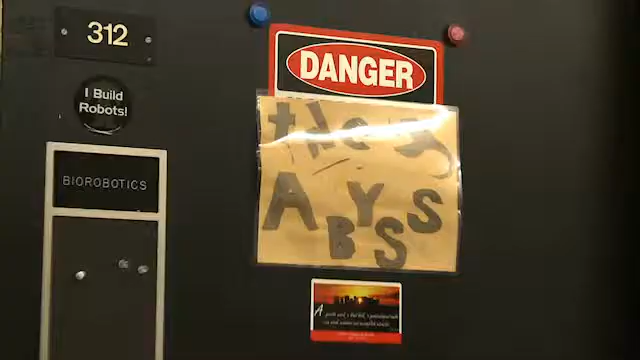 312
I Build
Robots!
BIOROBOTICS
DANGER
the
ABYSS
A